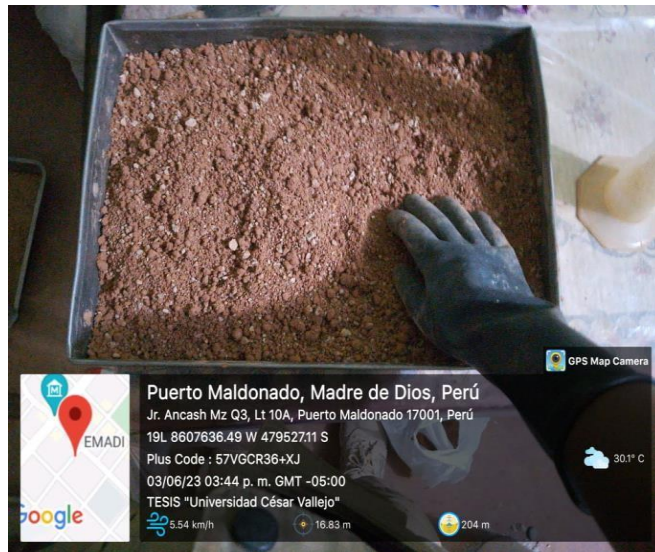 GPS Map Camera
Puerto Maldonado, Madre de Dios, Perú
Jr. Ancash Mz Q3, Lt 10A, Puerto Maldonado 17001, Perú
19L 8607636.49 W 479527.11 S
Plus Code : 57VGCR36+XJ
03/06/23 03:44 p. m. GMT -05:00
TESIS "Universidad César Vallejo"
5.54 km/h
16.83 m
204 m
30.1° C
EMADI
Google
M